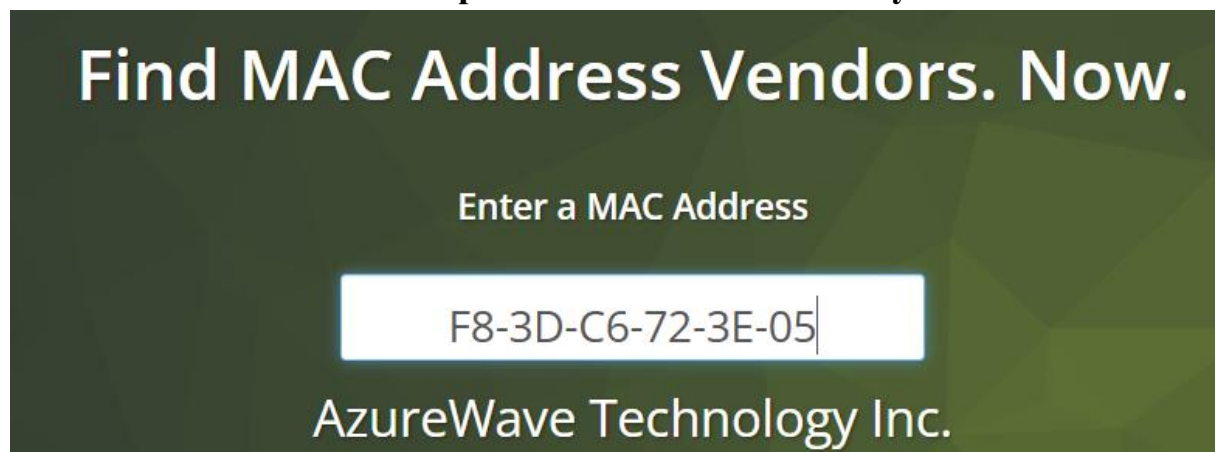 Find MAC Address Vendors. Now.
Enter a MAC Address
F8-3D-C6-72-3E-05
AzureWave Technology Inc.